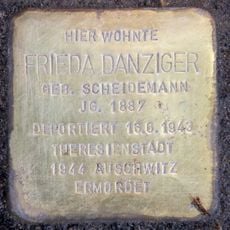 HIER WOHNTE
FRIEDA DANZIGER
GEB. SCHEIDEMANN
JG. 1887
DEPORTIERT 16.6.1943
THERESIENSTADT
1944 AUSCHWITZ
ERMORDET